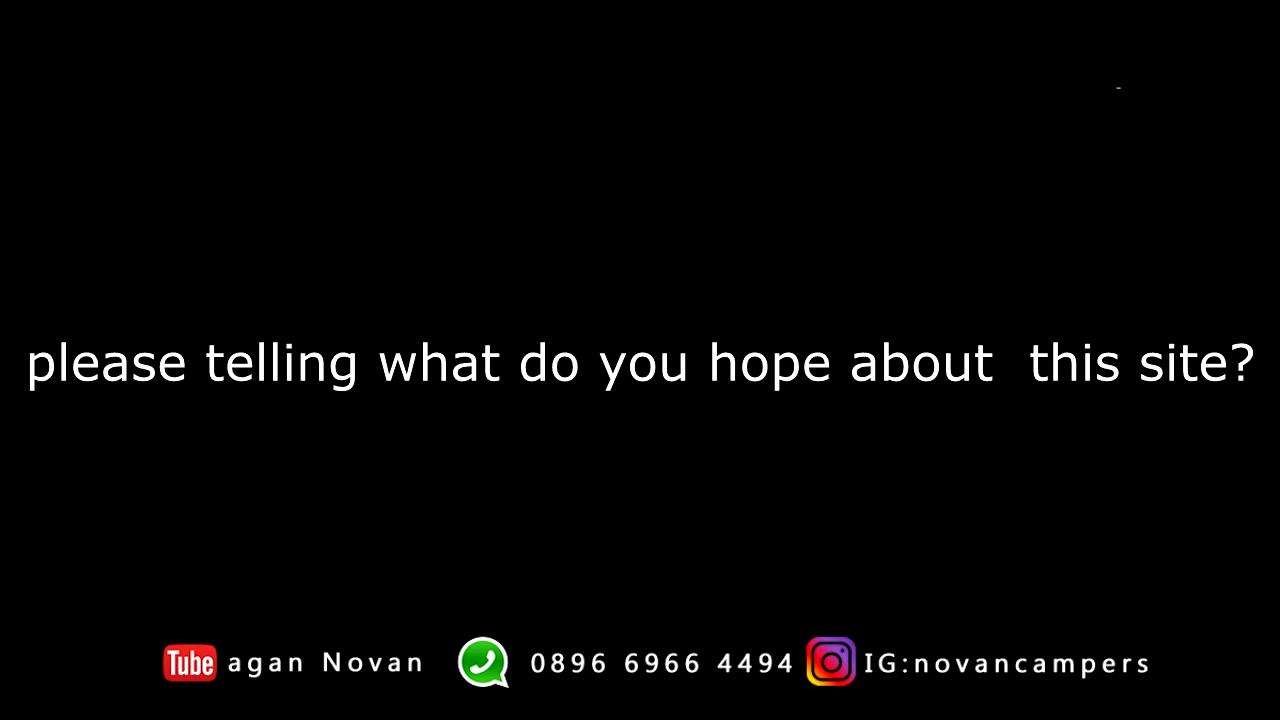 please telling what do you hope about  this site?
Tube agan Novan 0896 6966 4494 IG:novancampers